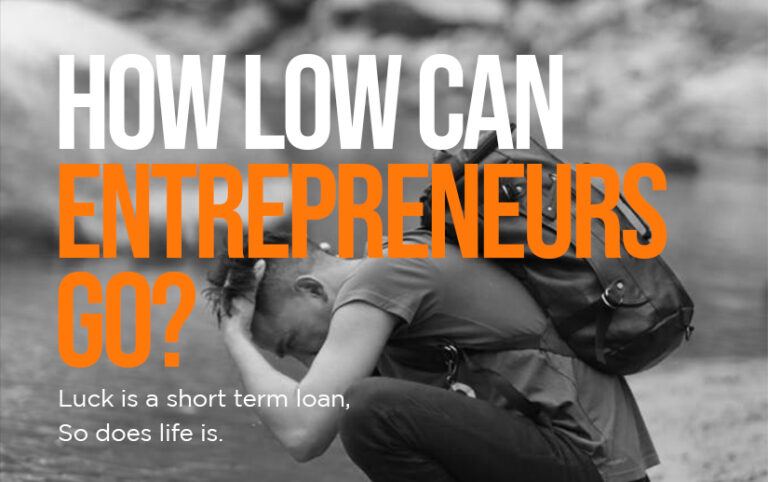 HOW LOW CAN
ENTREPRENEURS
GO?
Luck is a short term loan,
So does life is.